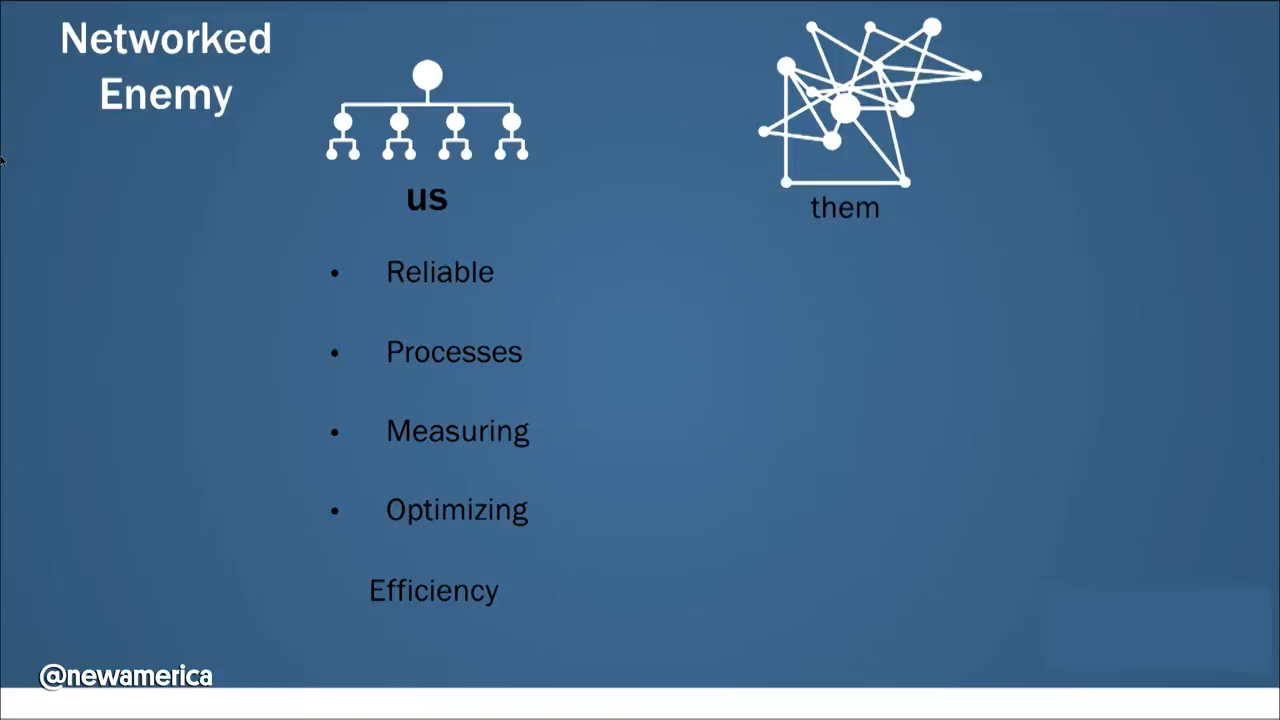 Networked
Enemy
us
them
• Reliable
• Processes
• Measuring
• Optimizing
Efficiency
@newamerica